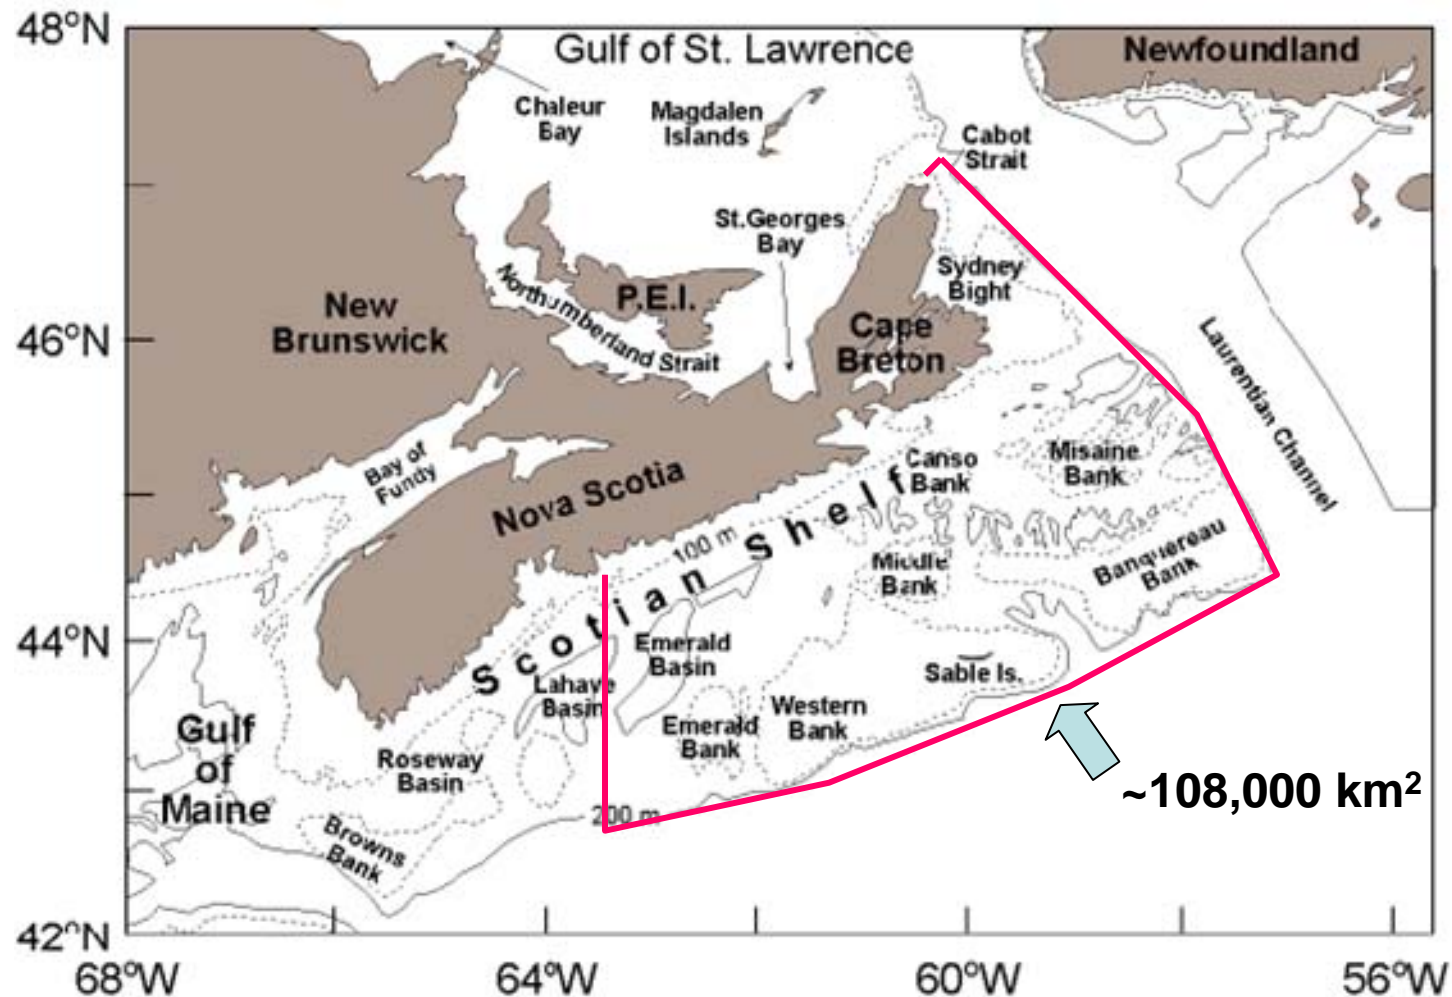 48°N
Gulf of St. Lawrence
Newfoundland
Chaleur
Bay
Magdalen
Islands
Cabot
Strait
St.Georges
Bay
Sydney
Bight
Northumberland Strait
P.E.I.
New
Brunswick
Cape
Breton
46°N
Laurentian Channel
Bay of
Fundy
Nova Scotia
Canso
Bank
Misaine
Bank
Scotian Shelf
100 m
Middle
Bank
Banquereau
Bank
44°N
Emerald
Basin
Sable Is.
Lahave
Basin
Western
Bank
Emerald
Bank
Gulf
of
Maine
Roseway
Basin
~108,000 km²
200 m
Browns
Bank
42°N
68°W
64°W
60°W
56°W